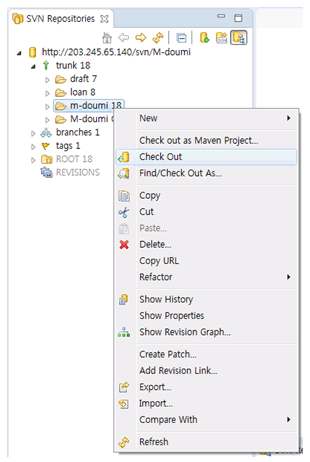 SVN Repositories
http://203.245.65.140/svn/M-doumi
trunk 18
draft 7
loan 8
m-doumi 18
M-doumi
branches 1
tags 1
ROOT 18
REVISIONS
New
Check out as Maven Project...
Check Out
Find/Check Out As...
Copy
Cut
Paste...
Delete...
Copy URL
Refactor
Show History
Show Properties
Show Revision Graph...
Create Patch...
Add Revision Link...
Export...
Import...
Compare With
Refresh